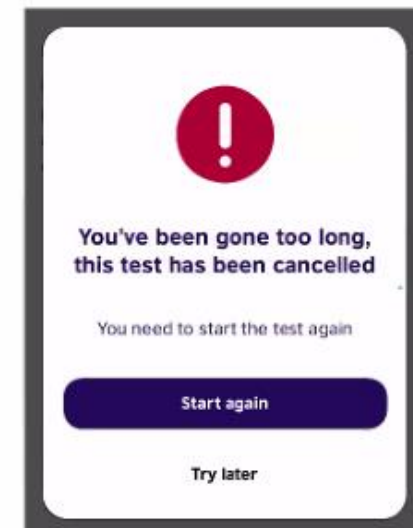 You've been gone too long,
this test has been cancelled
You need to start the test again
Start again
Try later